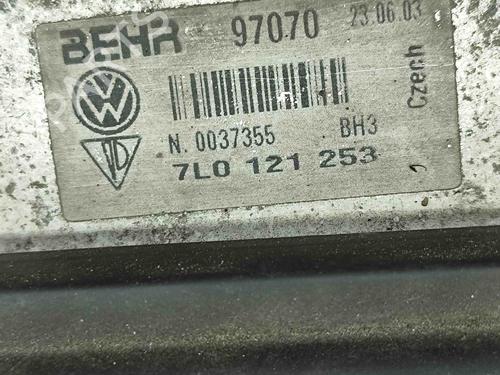 BEHR 97070 23.06.03
Czech
N. 0037355 BH3
7L0 121 253